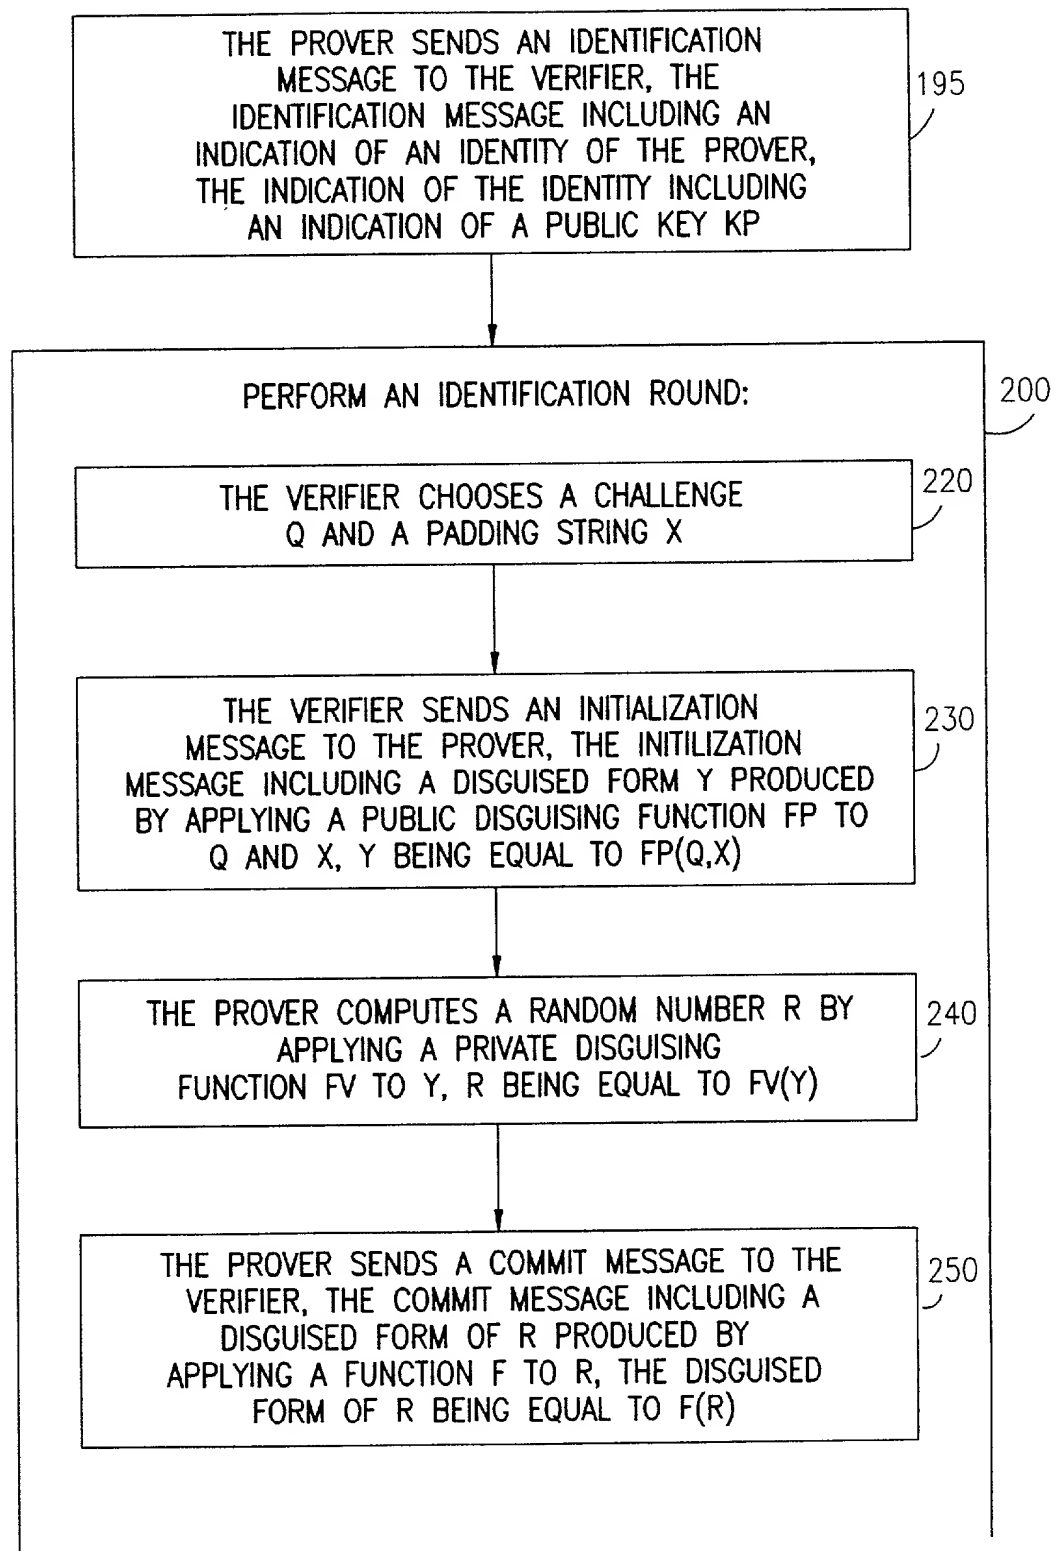 THE PROVER SENDS AN IDENTIFICATION
MESSAGE TO THE VERIFIER, THE
IDENTIFICATION MESSAGE INCLUDING AN
INDICATION OF AN IDENTITY OF THE PROVER,
THE INDICATION OF THE IDENTITY INCLUDING
AN INDICATION OF A PUBLIC KEY KP
195
PERFORM AN IDENTIFICATION ROUND:
200
THE VERIFIER CHOOSES A CHALLENGE
Q AND A PADDING STRING X
220
THE VERIFIER SENDS AN INITIALIZATION
MESSAGE TO THE PROVER, THE INITILIZATION
MESSAGE INCLUDING A DISGUISED FORM Y PRODUCED
BY APPLYING A PUBLIC DISGUISING FUNCTION FP TO
Q AND X, Y BEING EQUAL TO FP(Q,X)
230
THE PROVER COMPUTES A RANDOM NUMBER R BY
APPLYING A PRIVATE DISGUISING
FUNCTION FV TO Y, R BEING EQUAL TO FV(Y)
240
THE PROVER SENDS A COMMIT MESSAGE TO THE
VERIFIER, THE COMMIT MESSAGE INCLUDING A
DISGUISED FORM OF R PRODUCED BY
APPLYING A FUNCTION F TO R, THE DISGUISED
FORM OF R BEING EQUAL TO F(R)
250